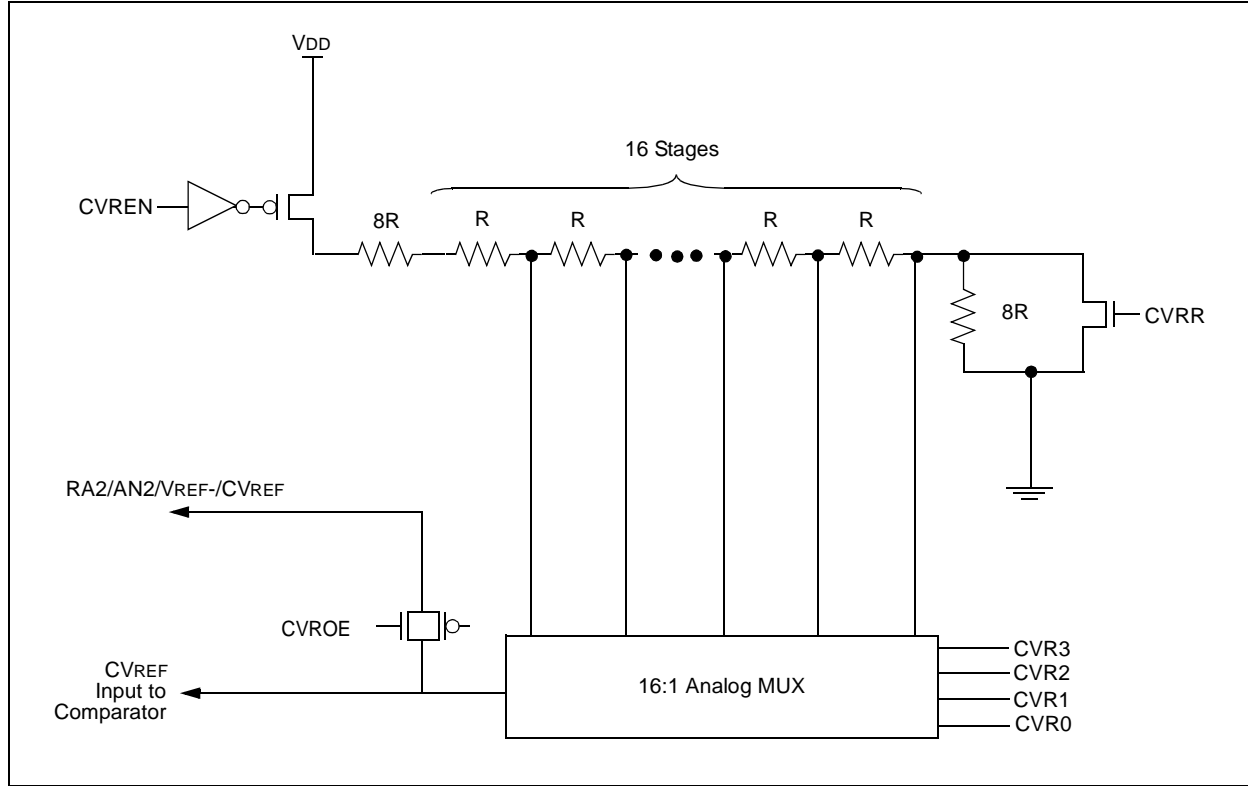 VDD
16 Stages
CVREN
8R
R
R
R
R
8R
CVRR
RA2/AN2/VREF-/CVREF
CVROE
CVREF
Input to
Comparator
16:1 Analog MUX
CVR3
CVR2
CVR1
CVR0